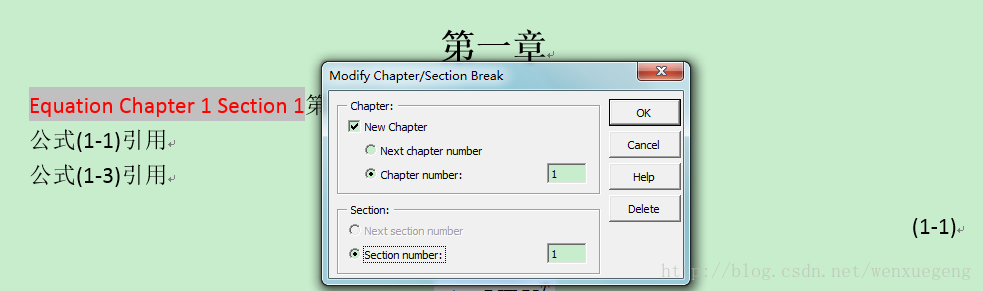 第一章
Modify Chapter/Section Break
Equation Chapter 1 Section 1第
公式(1-1)引用
公式(1-3)引用
Chapter:
New Chapter
Next chapter number
Chapter number: 1
Section:
Next section number
Section number: 1
OK
Cancel
Help
Delete
(1-1)
http://blog.csdn.net/wenxuegeng